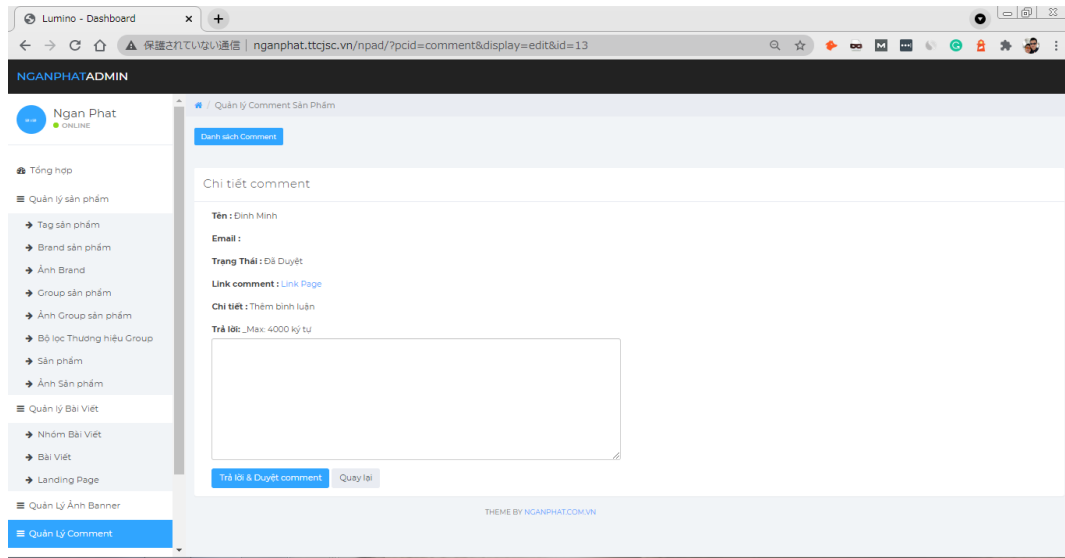 Lumino - Dashboard
保護されていない通信 | nganphat.ttcjsc.vn/npad/?pcid=comment&display=edit&id=13
NGANPHATADMIN
Ngan Phat
ONLINE
Tổng hợp
Quản lý sản phẩm
Tag sản phẩm
Brand sản phẩm
Ảnh Brand
Group sản phẩm
Ảnh Group sản phẩm
Bộ lọc Thương hiệu Group
Sản phẩm
Ảnh Sản phẩm
Quản lý Bài Viết
Nhóm Bài Viết
Bài Viết
Landing Page
Quản Lý Ảnh Banner
Quản Lý Comment
/ Quản lý Comment Sản Phẩm
Danh sách Comment
Chi tiết comment
Tên : Đinh Minh
Email :
Trạng Thái : Đã Duyệt
Link comment : Link Page
Chi tiết : Thêm bình luận
Trả lời: _Max: 4000 ký tự
Trả lời & Duyệt comment Quay lại
THEME BY NGANPHAT.COM.VN